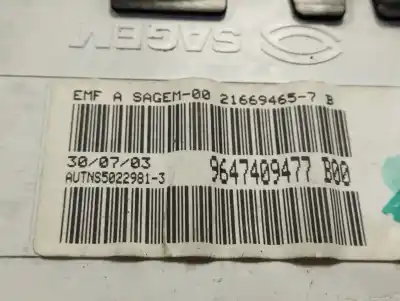 SAGEM
EMF A SAGEM-00 21669465-7 B
30/07/03
9647409477 B00
AUTNS5022981-3